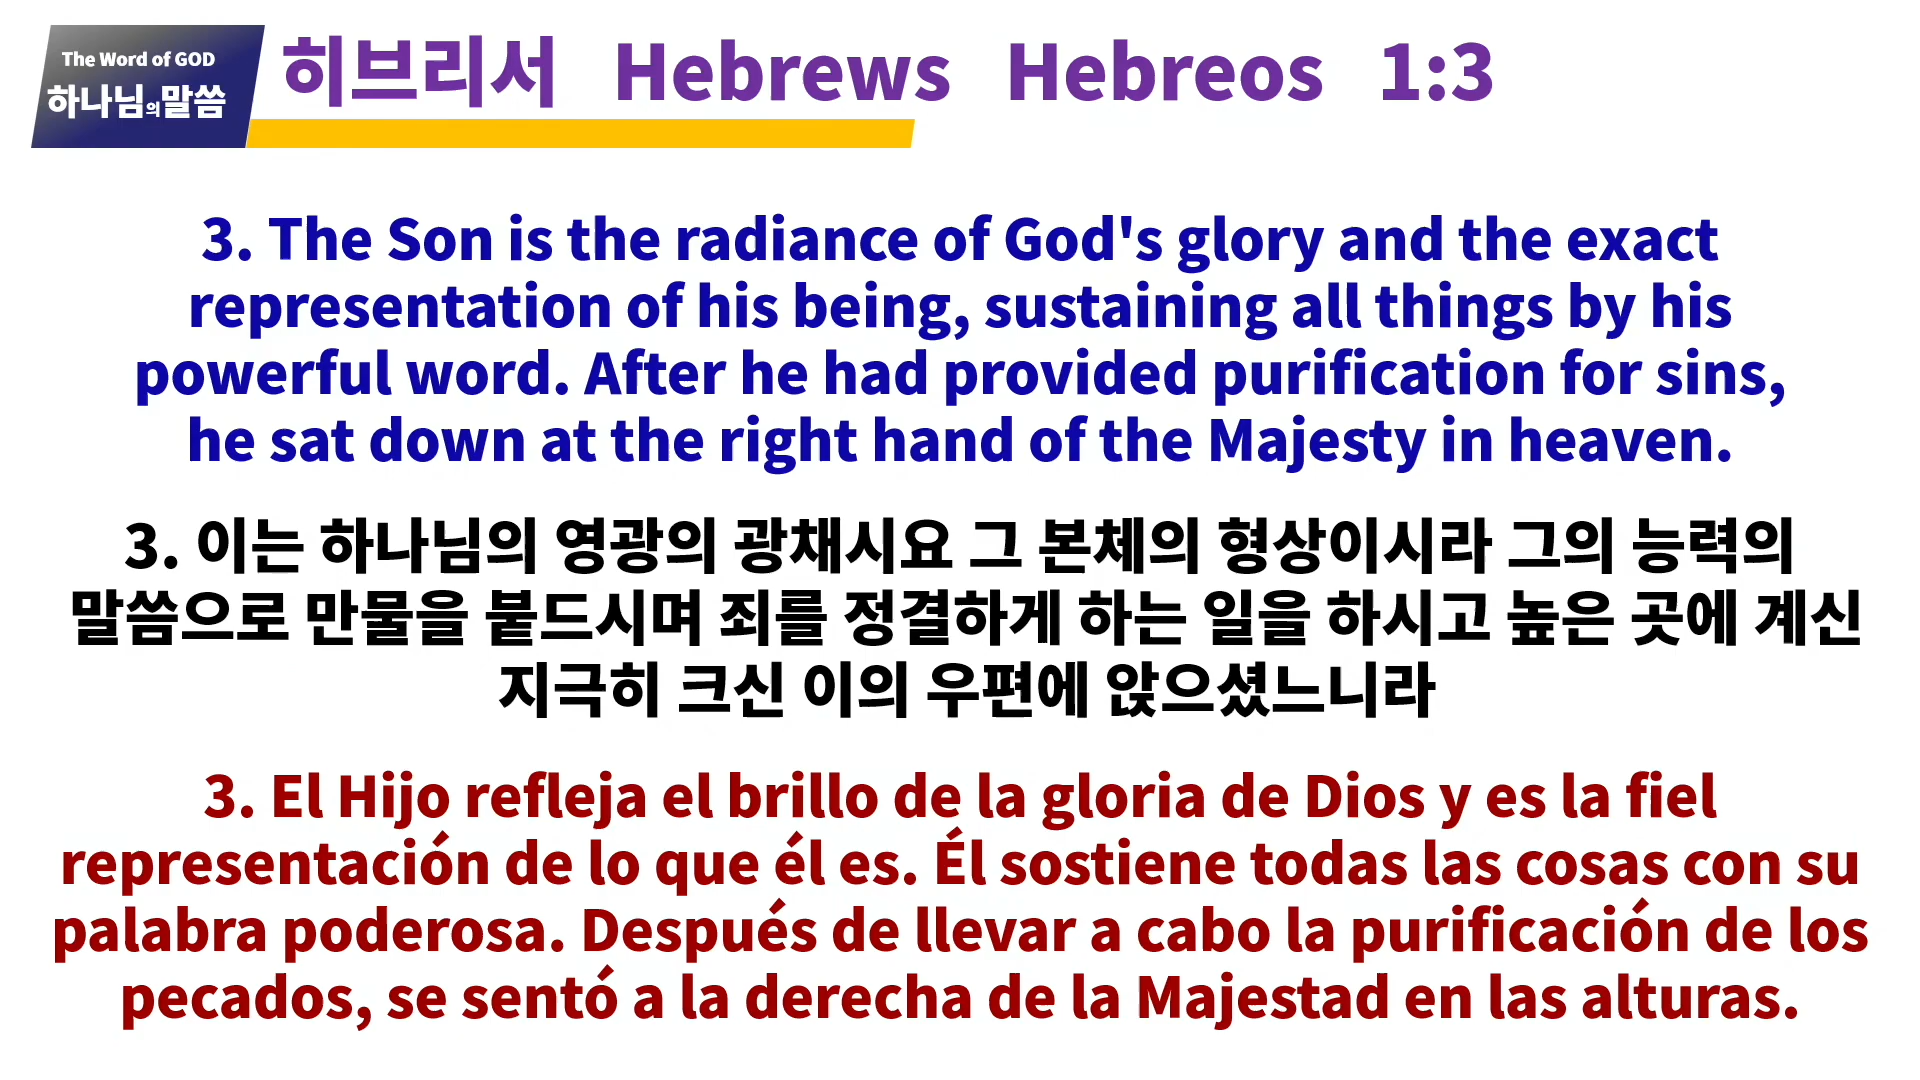 The Word of GOD
하나님의말씀
히브리서 Hebrews Hebreos 1:3
3. The Son is the radiance of God's glory and the exact
representation of his being, sustaining all things by his
powerful word. After he had provided purification for sins,
he sat down at the right hand of the Majesty in heaven.
3. 이는 하나님의 영광의 광채시요 그 본체의 형상이시라 그의 능력의
말씀으로 만물을 붙드시며 죄를 정결하게 하는 일을 하시고 높은 곳에 계신
지극히 크신 이의 우편에 앉으셨느니라
3. El Hijo refleja el brillo de la gloria de Dios y es la fiel
representación de lo que él es. Él sostiene todas las cosas con su
palabra poderosa. Después de llevar a cabo la purificación de los
pecados, se sentó a la derecha de la Majestad en las alturas.